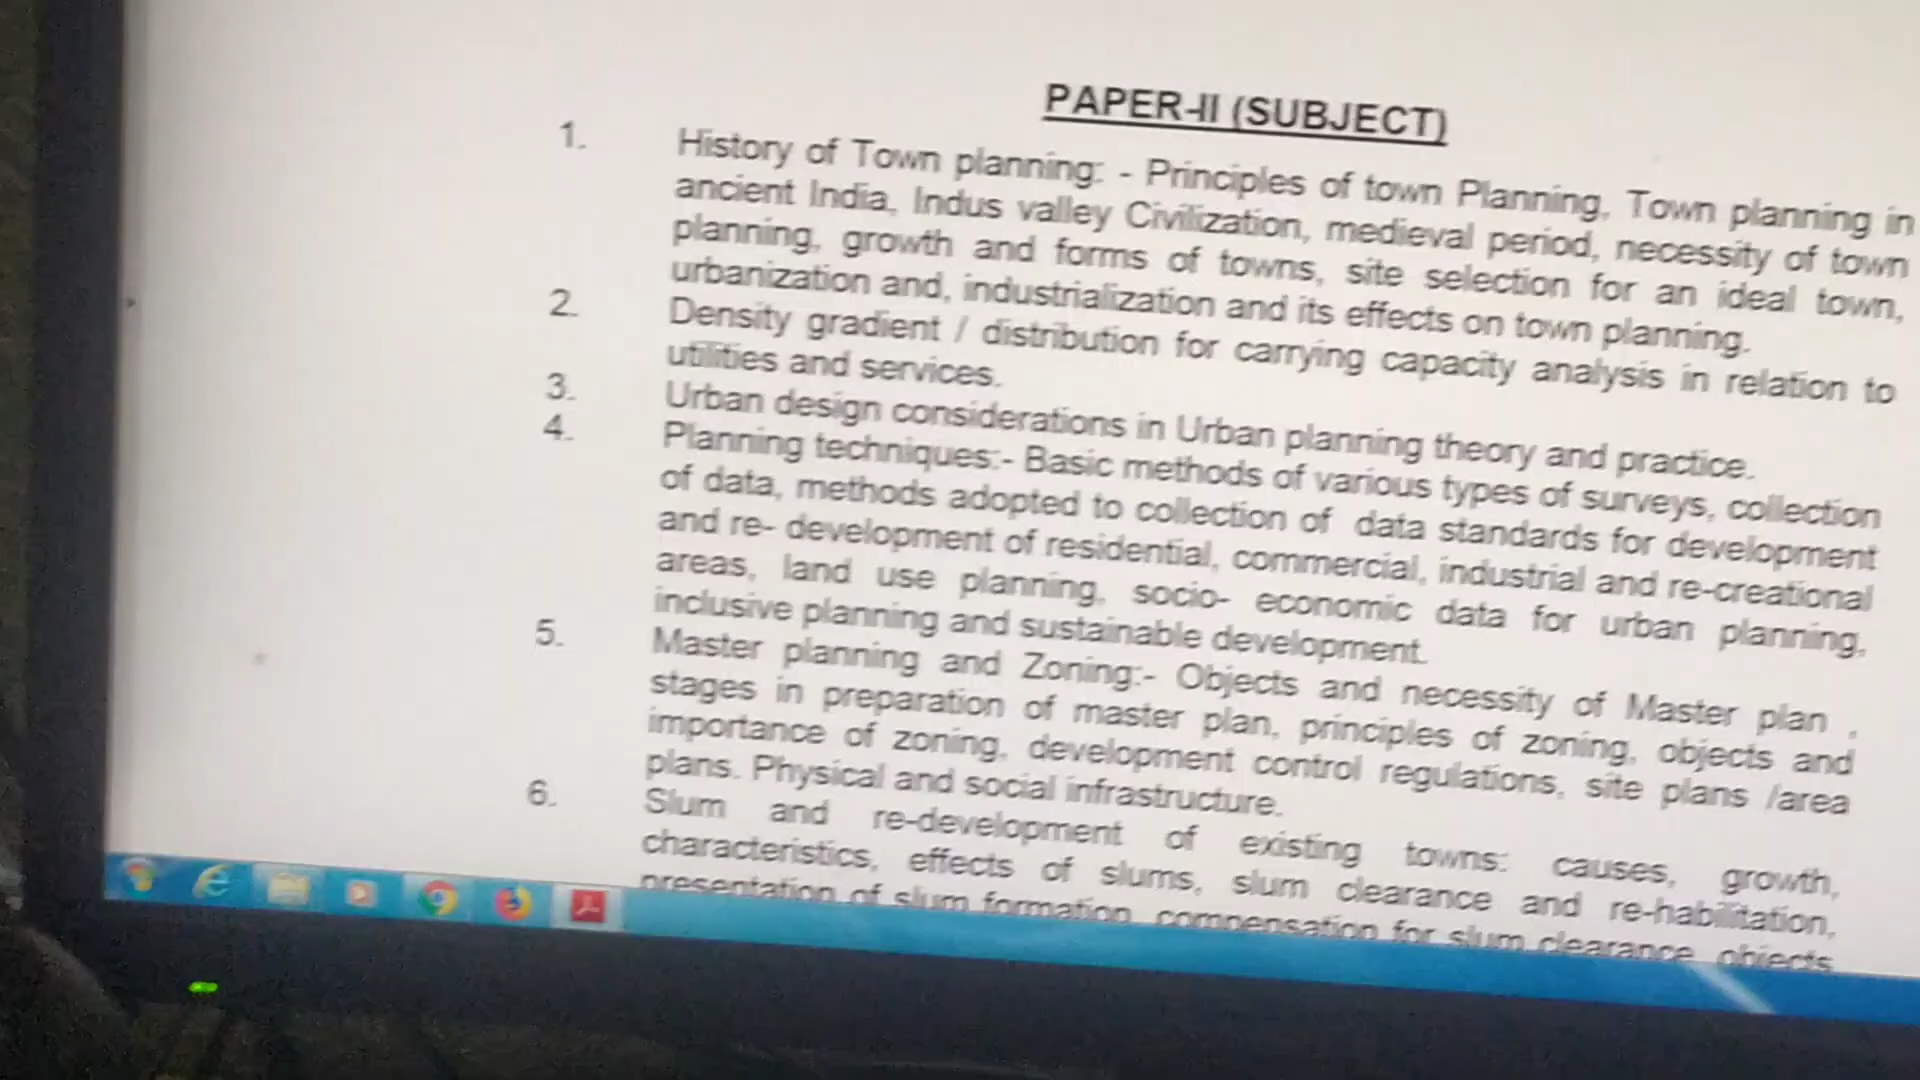 PAPER-II (SUBJECT)
1. History of Town planning: - Principles of town Planning, Town planning in
ancient India, Indus valley Civilization, medieval period, necessity of town
planning, growth and forms of towns, site selection for an ideal town,
urbanization and, industrialization and its effects on town planning.
2. Density gradient / distribution for carrying capacity analysis in relation to
utilities and services.
3. Urban design considerations in Urban planning theory and practice.
4. Planning techniques:- Basic methods of various types of surveys, collection
of data, methods adopted to collection of data standards for development
and re- development of residential, commercial, industrial and re-creational
areas, land use planning, socio- economic data for urban planning,
inclusive planning and sustainable development.
5. Master planning and Zoning:- Objects and necessity of Master plan ,
stages in preparation of master plan, principles of zoning, objects and
importance of zoning, development control regulations, site plans /area
plans. Physical and social infrastructure.
6. Slum and re-development of existing towns: causes, growth,
characteristics, effects of slums, slum clearance and re-habilitation,
presentation of slum formation, compensation for slum clearance, objects